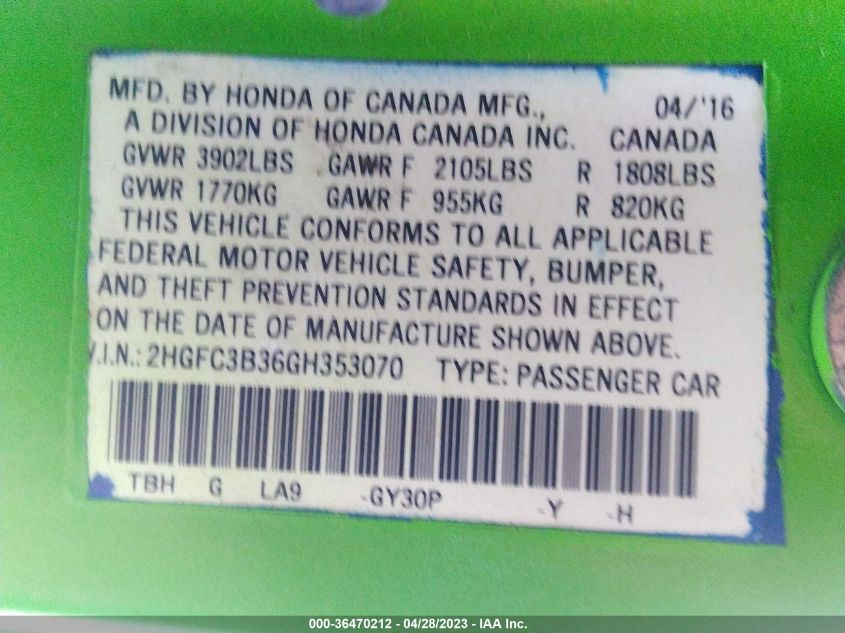 MFD. BY HONDA OF CANADA MFG., 04/'16
A DIVISION OF HONDA CANADA INC. CANADA
GVWR 3902LBS GAWR F 2105LBS R 1808LBS
GVWR 1770KG GAWR F 955KG R 820KG
THIS VEHICLE CONFORMS TO ALL APPLICABLE
FEDERAL MOTOR VEHICLE SAFETY, BUMPER,
AND THEFT PREVENTION STANDARDS IN EFFECT
ON THE DATE OF MANUFACTURE SHOWN ABOVE.
V.I.N.: 2HGFC3B36GH353070 TYPE: PASSENGER CAR
TBH G LA9 -GY30P -Y -H
000-36470212 - 04/28/2023 - IAA Inc.